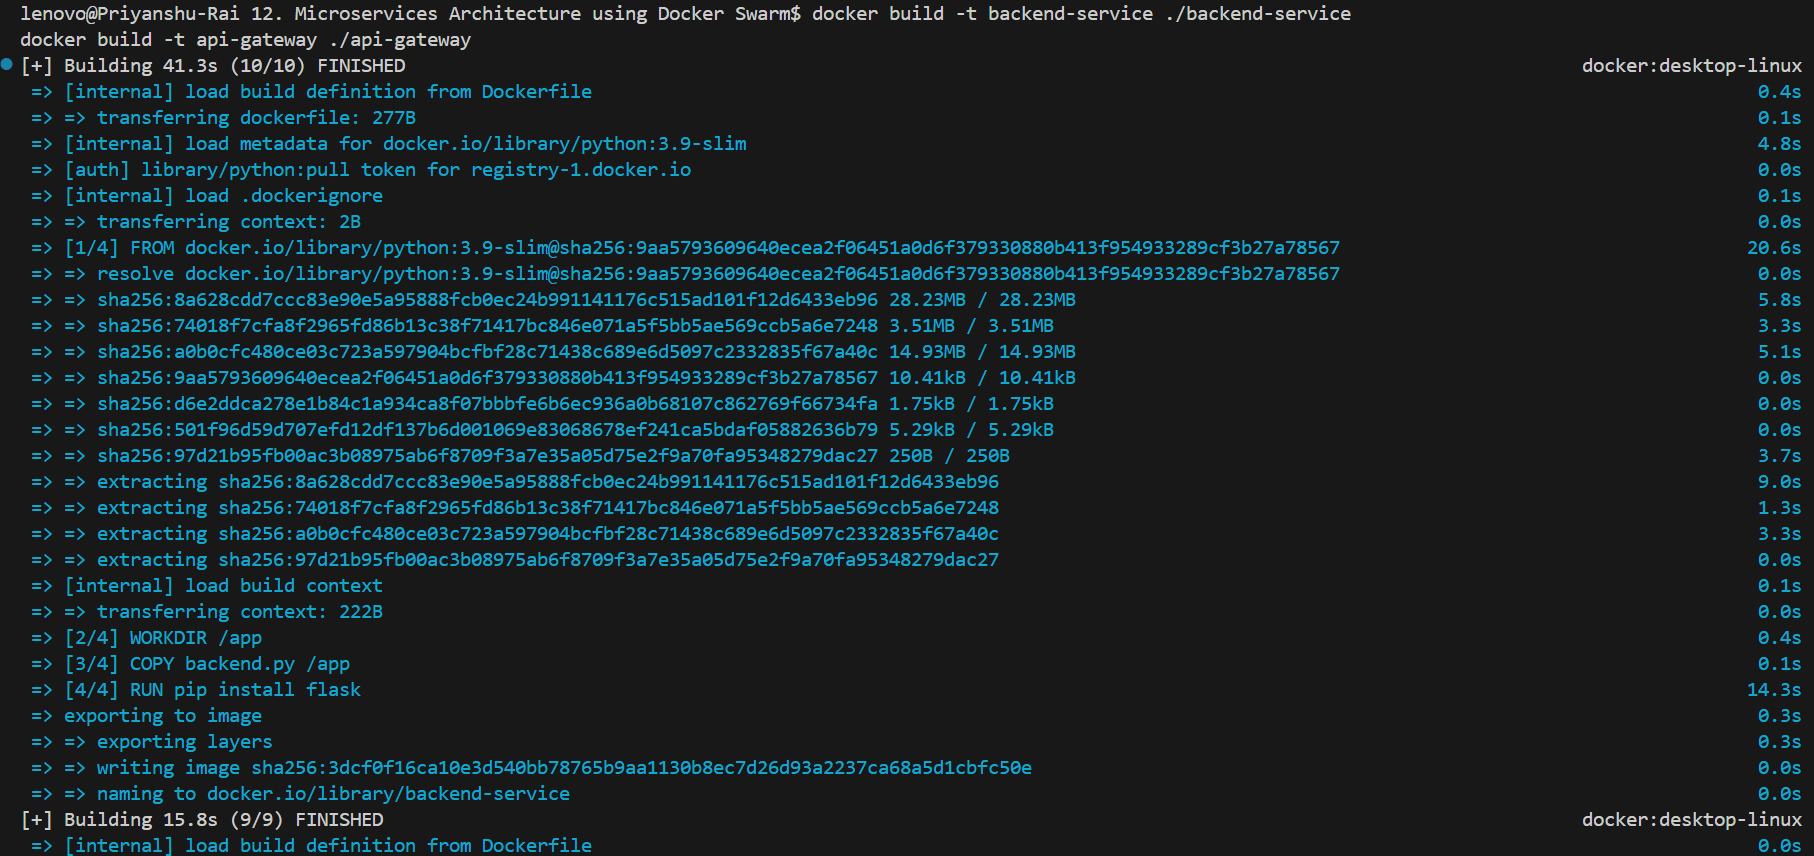 lenovo@Priyanshu-Rai 12. Microservices Architecture using Docker Swarm$ docker build -t backend-service ./backend-service
docker build -t api-gateway ./api-gateway
[+] Building 41.3s (10/10) FINISHED docker:desktop-linux
=> [internal] load build definition from Dockerfile 0.4s
=> => transferring dockerfile: 277B 0.1s
=> [internal] load metadata for docker.io/library/python:3.9-slim 4.8s
=> [auth] library/python:pull token for registry-1.docker.io 0.0s
=> [internal] load .dockerignore 0.1s
=> => transferring context: 2B 0.0s
=> [1/4] FROM docker.io/library/python:3.9-slim@sha256:9aa5793609640ecea2f06451a0d6f379330880b413f954933289cf3b27a78567 20.6s
=> => resolve docker.io/library/python:3.9-slim@sha256:9aa5793609640ecea2f06451a0d6f379330880b413f954933289cf3b27a78567 0.0s
=> => sha256:8a628cdd7ccc83e90e5a95888fcb0ec24b991141176c515ad101f12d6433eb96 28.23MB / 28.23MB 5.8s
=> => sha256:74018f7cfa8f2965fd86b13c38f71417bc846e071a5f5bb5ae569ccb5a6e7248 3.51MB / 3.51MB 3.3s
=> => sha256:a0b0cfc480ce03c723a597904bcfbf28c71438c689e6d5097c2332835f67a40c 14.93MB / 14.93MB 5.1s
=> => sha256:9aa5793609640ecea2f06451a0d6f379330880b413f954933289cf3b27a78567 10.41kB / 10.41kB 0.0s
=> => sha256:d6e2ddca278e1b84c1a934ca8f07bbbfe6b6ec936a0b68107c862769f66734fa 1.75kB / 1.75kB 0.0s
=> => sha256:501f96d59d707efd12df137b6d001069e83068678ef241ca5bdaf05882636b79 5.29kB / 5.29kB 0.0s
=> => sha256:97d21b95fb00ac3b08975ab6f8709f3a7e35a05d75e2f9a70fa95348279dac27 250B / 250B 3.7s
=> => extracting sha256:8a628cdd7ccc83e90e5a95888fcb0ec24b991141176c515ad101f12d6433eb96 9.0s
=> => extracting sha256:74018f7cfa8f2965fd86b13c38f71417bc846e071a5f5bb5ae569ccb5a6e7248 1.3s
=> => extracting sha256:a0b0cfc480ce03c723a597904bcfbf28c71438c689e6d5097c2332835f67a40c 3.3s
=> => extracting sha256:97d21b95fb00ac3b08975ab6f8709f3a7e35a05d75e2f9a70fa95348279dac27 0.0s
=> [internal] load build context 0.1s
=> => transferring context: 222B 0.0s
=> [2/4] WORKDIR /app 0.4s
=> [3/4] COPY backend.py /app 0.1s
=> [4/4] RUN pip install flask 14.3s
=> exporting to image 0.3s
=> => exporting layers 0.3s
=> => writing image sha256:3dcf0f16ca10e3d540bb78765b9aa1130b8ec7d26d93a2237ca68a5d1cbfc50e 0.0s
=> => naming to docker.io/library/backend-service 0.0s
[+] Building 15.8s (9/9) FINISHED docker:desktop-linux
=> [internal] load build definition from Dockerfile 0.0s